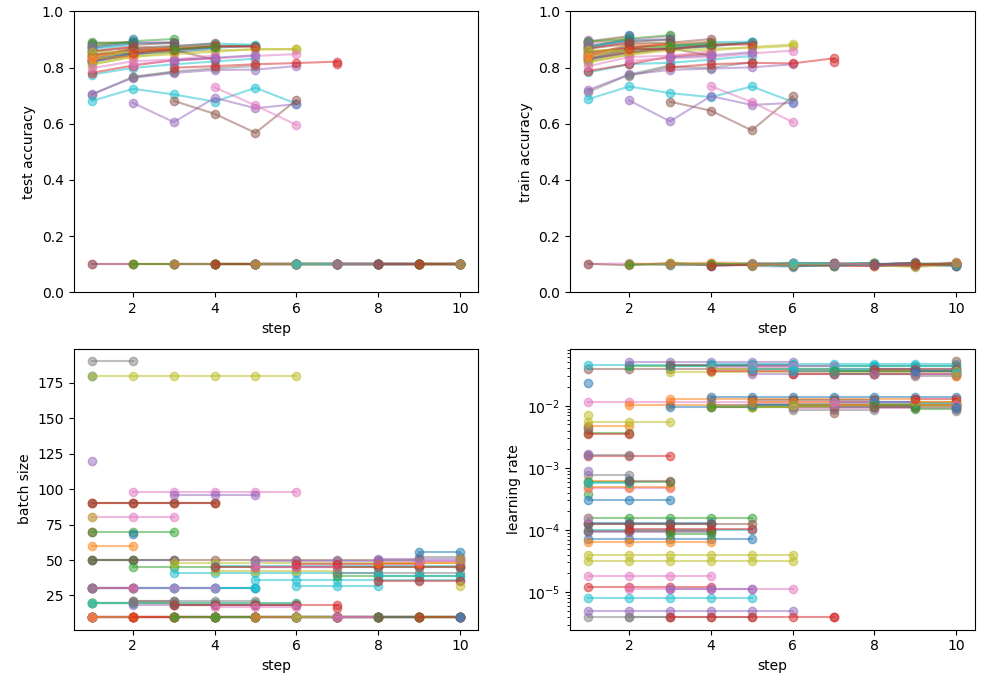 1.0
0.8
0.6
0.4
0.2
0.0
test accuracy
2 4 6 8 10
step
1.0
0.8
0.6
0.4
0.2
0.0
train accuracy
2 4 6 8 10
step
175
150
125
100
75
50
25
batch size
2 4 6 8 10
step
10⁻²
10⁻³
10⁻⁴
10⁻⁵
learning rate
2 4 6 8 10
step